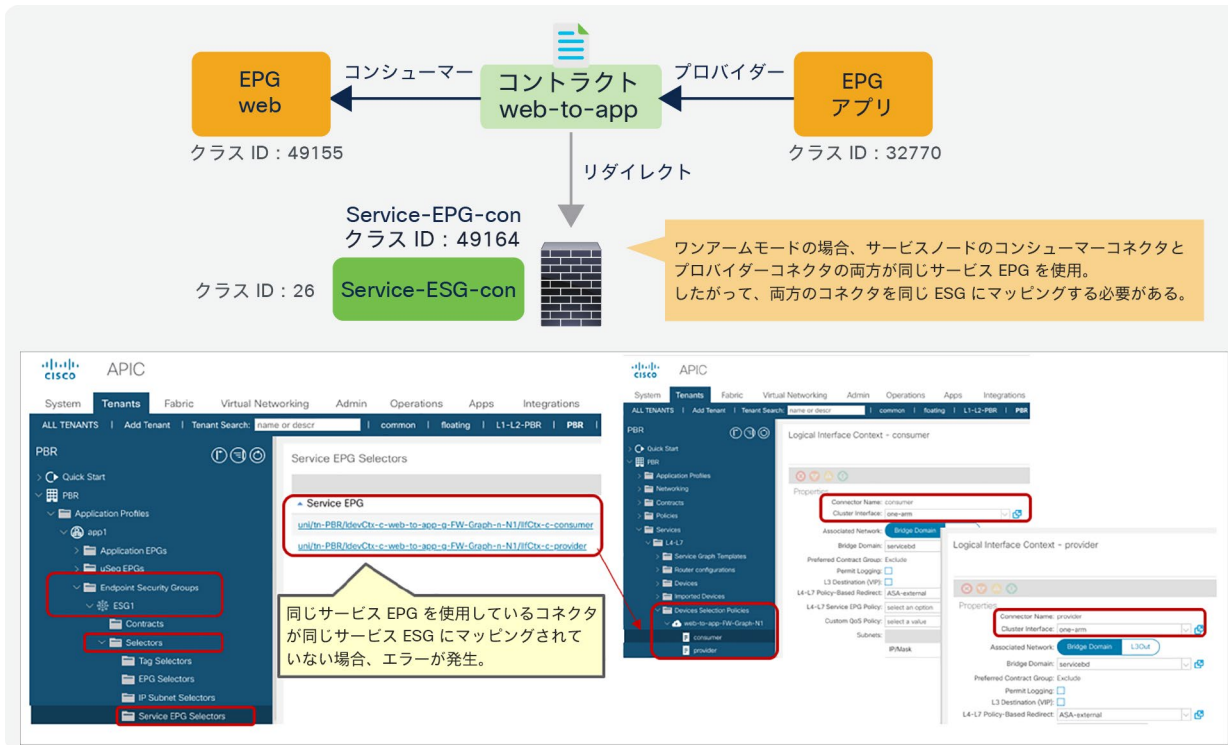 EPG
web
コンシューマー
コントラクト
web-to-app
プロバイダー
EPG
アプリ
クラス ID：49155
クラス ID：32770
リダイレクト
Service-EPG-con
クラス ID：49164
クラス ID：26
Service-ESG-con
ワンアームモードの場合、サービスノードのコンシューマーコネクタと
プロバイダーコネクタの両方が同じサービス EPG を使用。
したがって、両方のコネクタを同じ ESG にマッピングする必要がある。
CISCO
APIC
System Tenants Fabric Virtual Networking Admin Operations Apps Integrations
ALL TENANTS | Add Tenant | Tenant Search: name or descr | common | floating | L1-L2-PBR | PBR |
PBR
Quick Start
PBR
Application Profiles
app1
Application EPGs
uSeg EPGs
Endpoint Security Groups
ESG1
Contracts
Selectors
Tag Selectors
EPG Selectors
IP Subnet Selectors
Service EPG Selectors
Service EPG Selectors
Service EPG
uni/tn-PBR/ldevCtx-c-web-to-app-g-FW-Graph-n-N1/lIfCtx-c-consumer
uni/tn-PBR/ldevCtx-c-web-to-app-g-FW-Graph-n-N1/lIfCtx-c-provider
同じサービス EPG を使用しているコネクタ
が同じサービス ESG にマッピングされて
いない場合、エラーが発生。
CISCO
APIC
System Tenants Fabric Virtual Networking Admin Operations Apps Integrations
ALL TENANTS | Add Tenant | Tenant Search: name or descr | common | floating | L1-L2-PBR | PBR
PBR
Quick Start
PBR
Application Profiles
Networking
Contracts
Policies
Services
L4-L7
Service Graph Templates
Router configurations
Devices
Imported Devices
Devices Selection Policies
web-to-app-FW-Graph-N1
consumer
provider
Logical Interface Context - consumer
Properties
Connector Name: consumer
Cluster Interface: one-arm
Associated Network: Bridge Domain
Bridge Domain: servicebd
Preferred Contract Group: Exclude
Permit Logging:
L3 Destination (VIP):
L4-L7 Policy-Based Redirect: ASA-external
L4-L7 Service EPG Policy: select an option
Custom QoS Policy: select a value
Subnets:
IP/Mask
Logical Interface Context - provider
Properties
Connector Name: provider
Cluster Interface: one-arm
Associated Network: Bridge Domain L3Out
Bridge Domain: servicebd
Preferred Contract Group: Exclude
Permit Logging:
L3 Destination (VIP):
L4-L7 Policy-Based Redirect: ASA-external